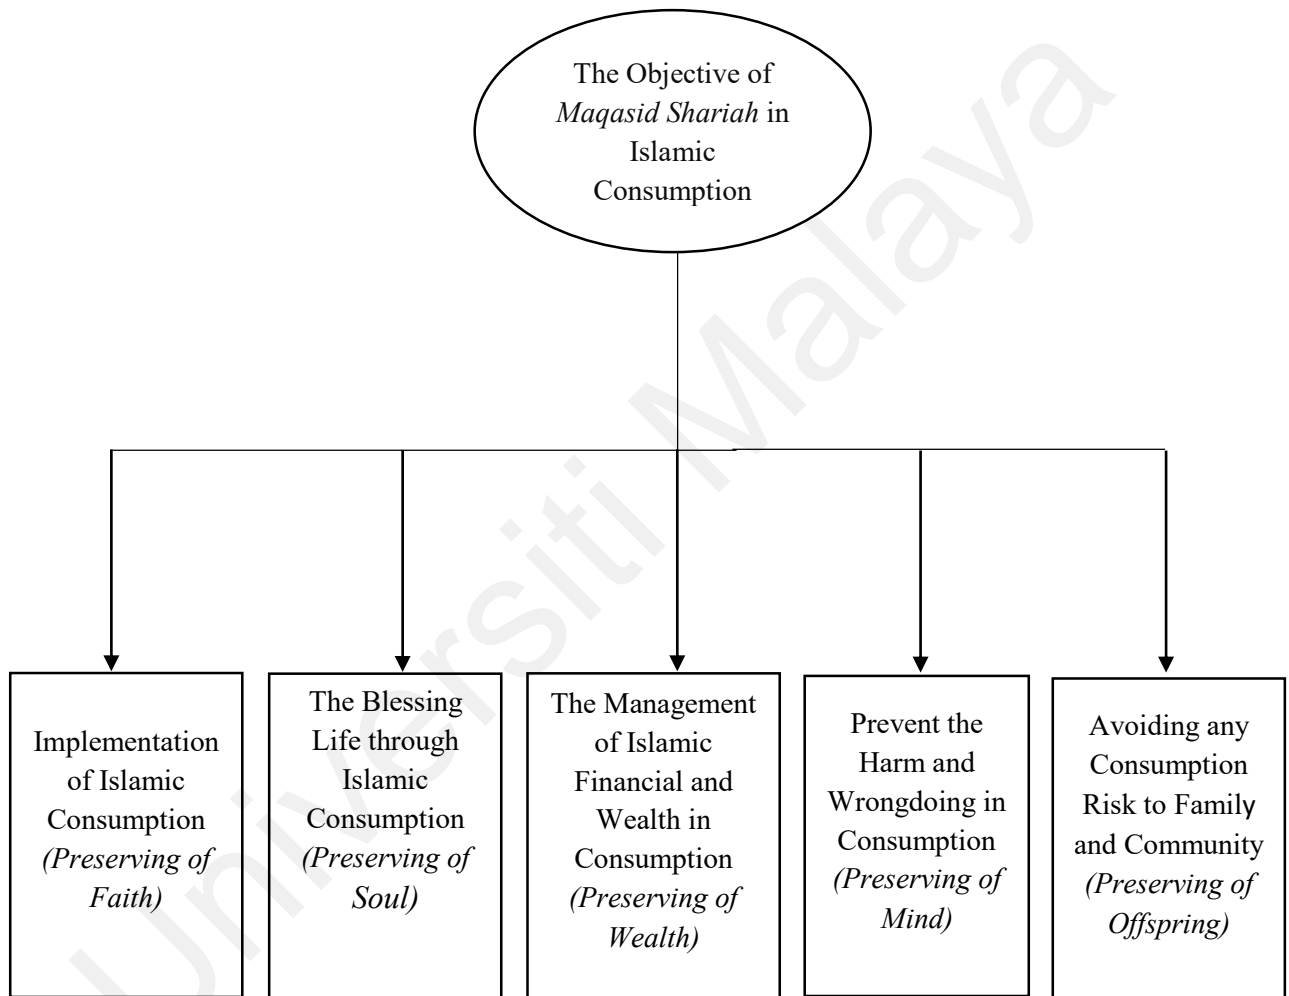 The Objective of
Maqasid Shariah in
Islamic
Consumption
Implementation
of Islamic
Consumption
(Preserving of
Faith)
The Blessing
Life through
Islamic
Consumption
(Preserving of
Soul)
The Management
of Islamic
Financial and
Wealth in
Consumption
(Preserving of
Wealth)
Prevent the
Harm and
Wrongdoing in
Consumption
(Preserving of
Mind)
Avoiding any
Consumption
Risk to Family
and Community
(Preserving of
Offspring)
Universiti Malaya